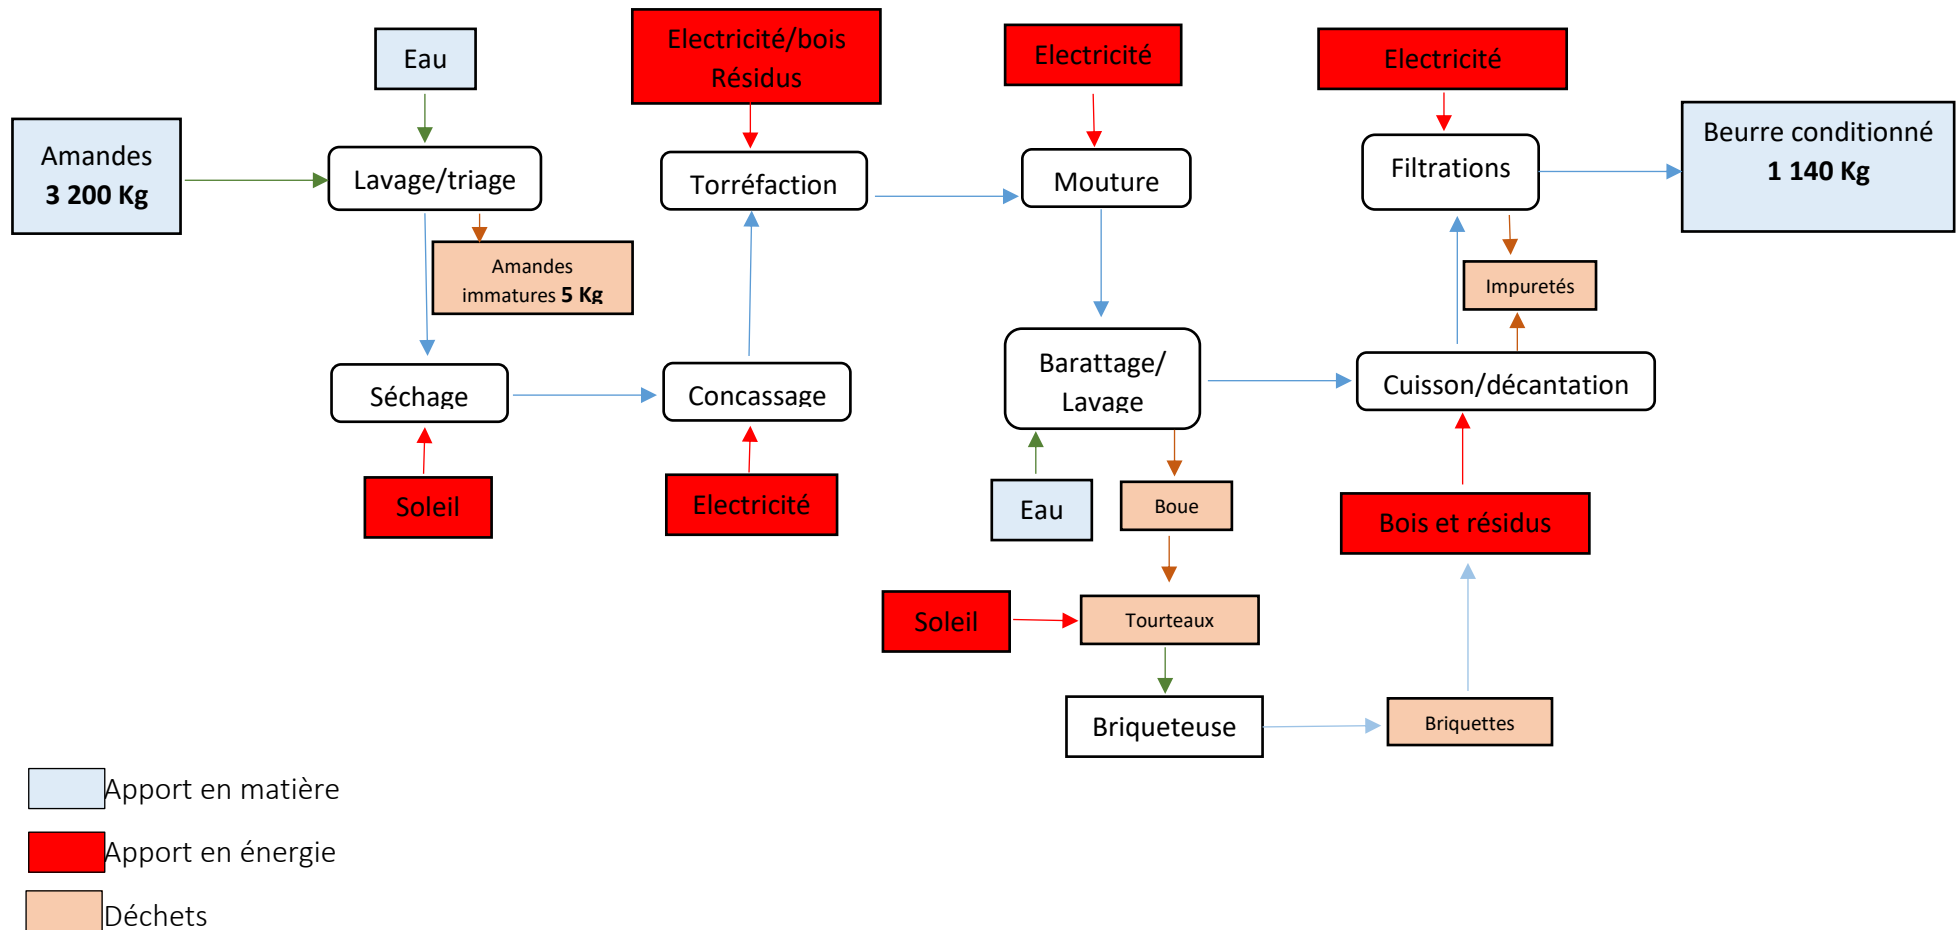 Eau
Electricité/bois
Résidus
Electricité
Electricité
Amandes
3 200 Kg
Lavage/triage
Torréfaction
Mouture
Filtrations
Beurre conditionné
1 140 Kg
Amandes
immatures 5 Kg
Impuretés
Séchage
Concassage
Barattage/
Lavage
Cuisson/décantation
Soleil
Electricité
Eau
Boue
Bois et résidus
Soleil
Tourteaux
Briqueteuse
Briquettes
Apport en matière
Apport en énergie
Déchets